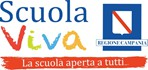 Scuola
Viva
REGIONE CAMPANIA
La scuola aperta a tutti.